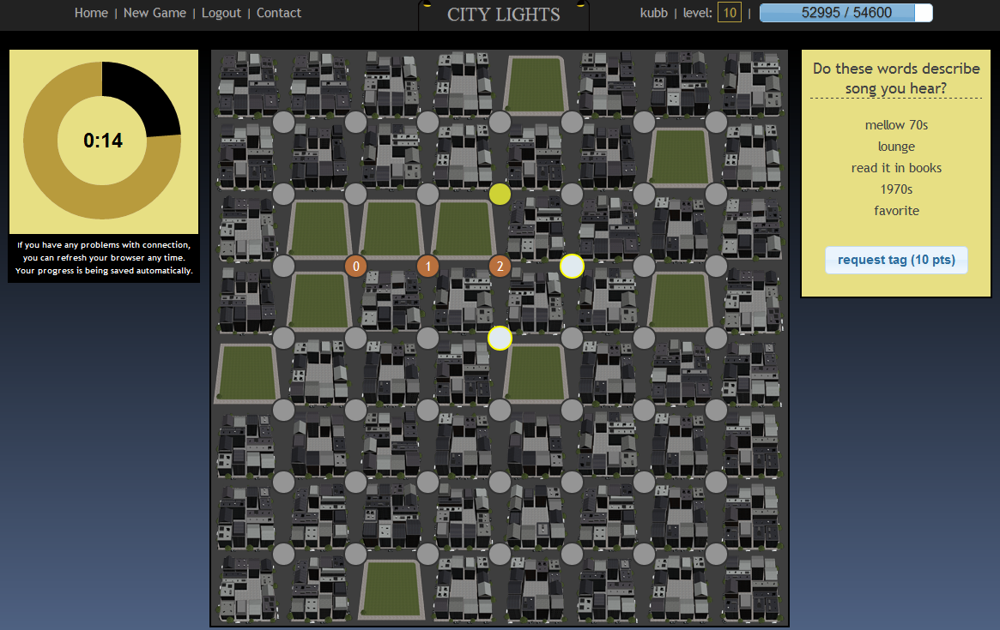 Home | New Game | Logout | Contact
CITY LIGHTS
kubb | level: 10 | 52995 / 54600
0:14
If you have any problems with connection,
you can refresh your browser any time.
Your progress is being saved automatically.
0 1 2
Do these words describe
song you hear?
mellow 70s
lounge
read it in books
1970s
favorite
request tag (10 pts)